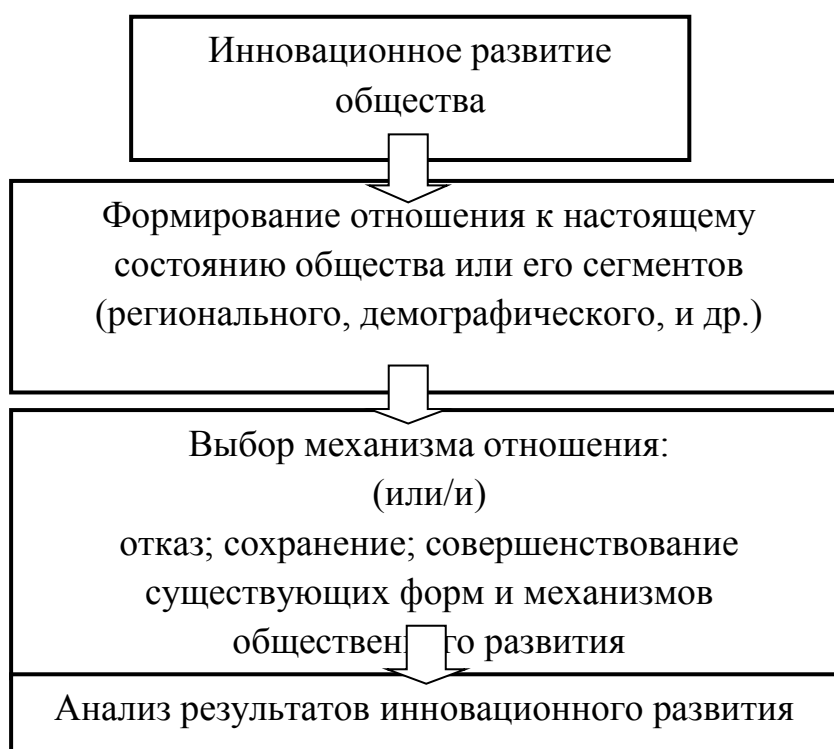 Инновационное развитие
общества
Формирование отношения к настоящему
состоянию общества или его сегментов
(регионального, демографического, и др.)
Выбор механизма отношения:
(или/и)
отказ; сохранение; совершенствование
существующих форм и механизмов
общественного развития
Анализ результатов инновационного развития